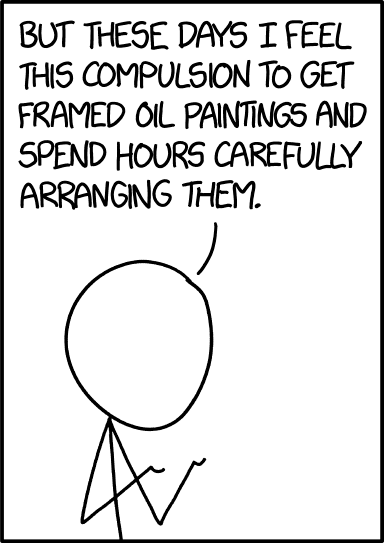 BUT THESE DAYS I FEEL
THIS COMPULSION TO GET
FRAMED OIL PAINTINGS AND
SPEND HOURS CAREFULLY
ARRANGING THEM.